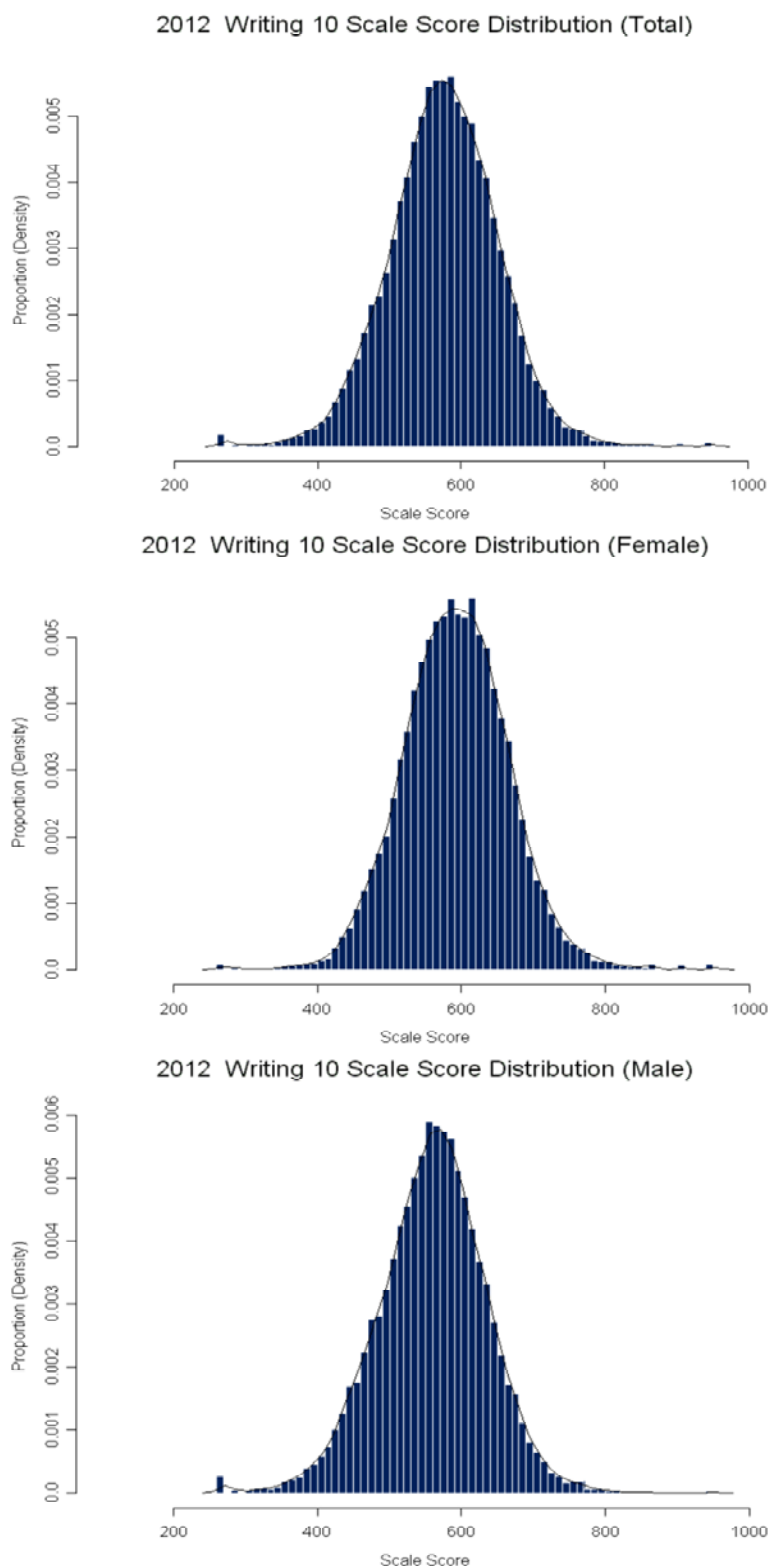 2012 Writing 10 Scale Score Distribution (Total)
Proportion (Density)
0.005
0.004
0.003
0.002
0.001
0.0
200 400 600 800 1000
Scale Score
2012 Writing 10 Scale Score Distribution (Female)
Proportion (Density)
0.005
0.004
0.003
0.002
0.001
0.0
200 400 600 800 1000
Scale Score
2012 Writing 10 Scale Score Distribution (Male)
Proportion (Density)
0.006
0.005
0.004
0.003
0.002
0.001
0.0
200 400 600 800 1000
Scale Score